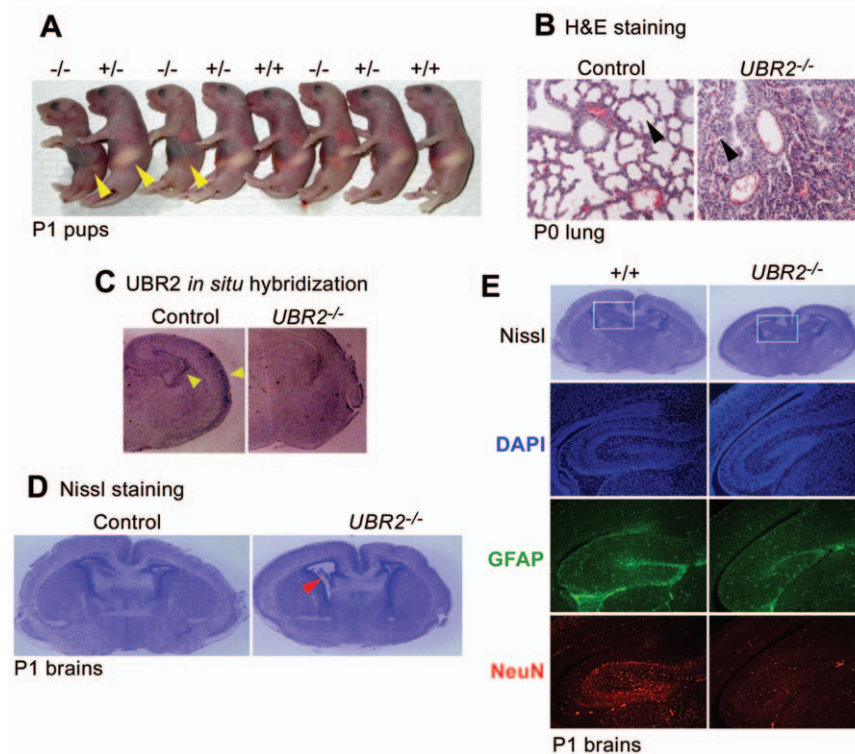 A
-/- +/- -/- +/- +/+ -/- +/- +/+
P1 pups
B H&E staining
Control UBR2-/-
P0 lung
C UBR2 in situ hybridization
Control UBR2-/-
D Nissl staining
Control UBR2-/-
P1 brains
E
+/+ UBR2-/-
Nissl
DAPI
GFAP
NeuN
P1 brains